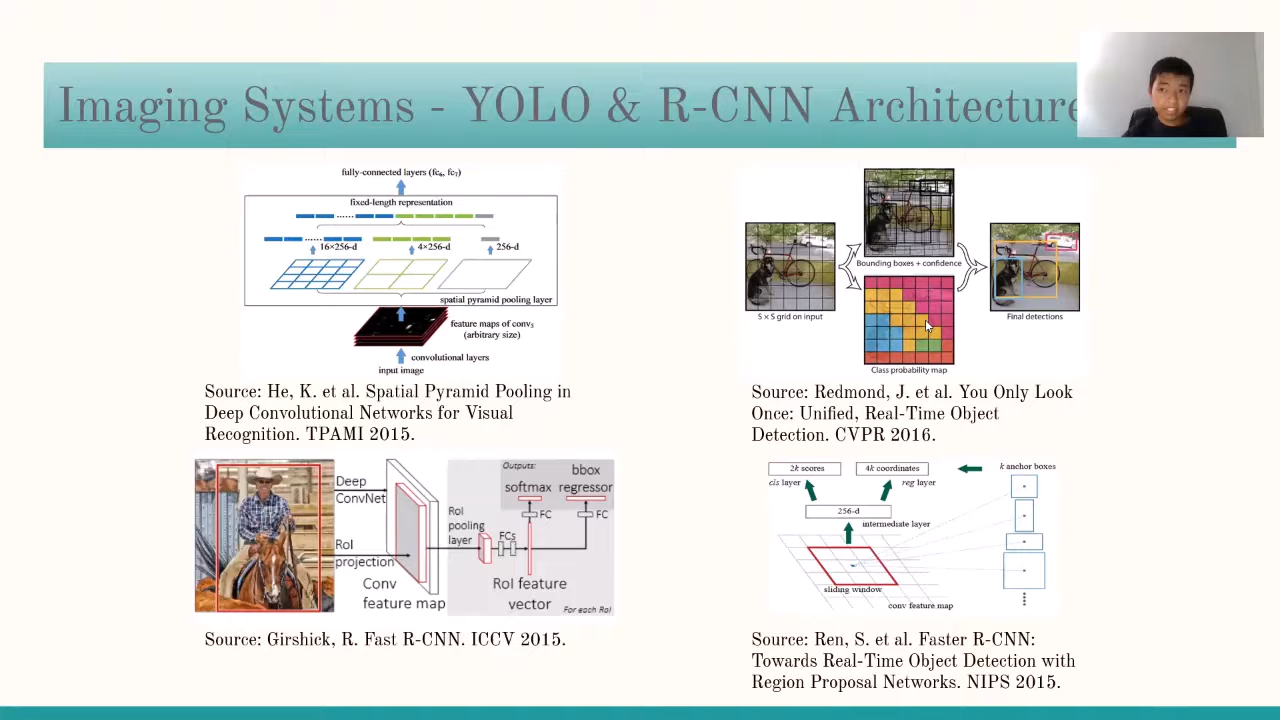 Imaging Systems - YOLO & R-CNN Architecture
fully-connected layers (fc₆, fc₇)
fixed-length representation
16×256-d
4×256-d
256-d
spatial pyramid pooling layer
feature maps of conv₅
(arbitrary size)
convolutional layers
input image
Source: He, K. et al. Spatial Pyramid Pooling in
Deep Convolutional Networks for Visual
Recognition. TPAMI 2015.
S × S grid on input
Bounding boxes + confidence
Class probability map
Final detections
Source: Redmond, J. et al. You Only Look
Once: Unified, Real-Time Object
Detection. CVPR 2016.
Deep
ConvNet
RoI
projection
Conv
feature map
RoI
pooling
layer
FCs
Outputs:
softmax
bbox
regressor
FC
FC
RoI feature
vector
For each RoI
Source: Girshick, R. Fast R-CNN. ICCV 2015.
2k scores
4k coordinates
k anchor boxes
cls layer
reg layer
256-d
intermediate layer
sliding window
conv feature map
Source: Ren, S. et al. Faster R-CNN:
Towards Real-Time Object Detection with
Region Proposal Networks. NIPS 2015.